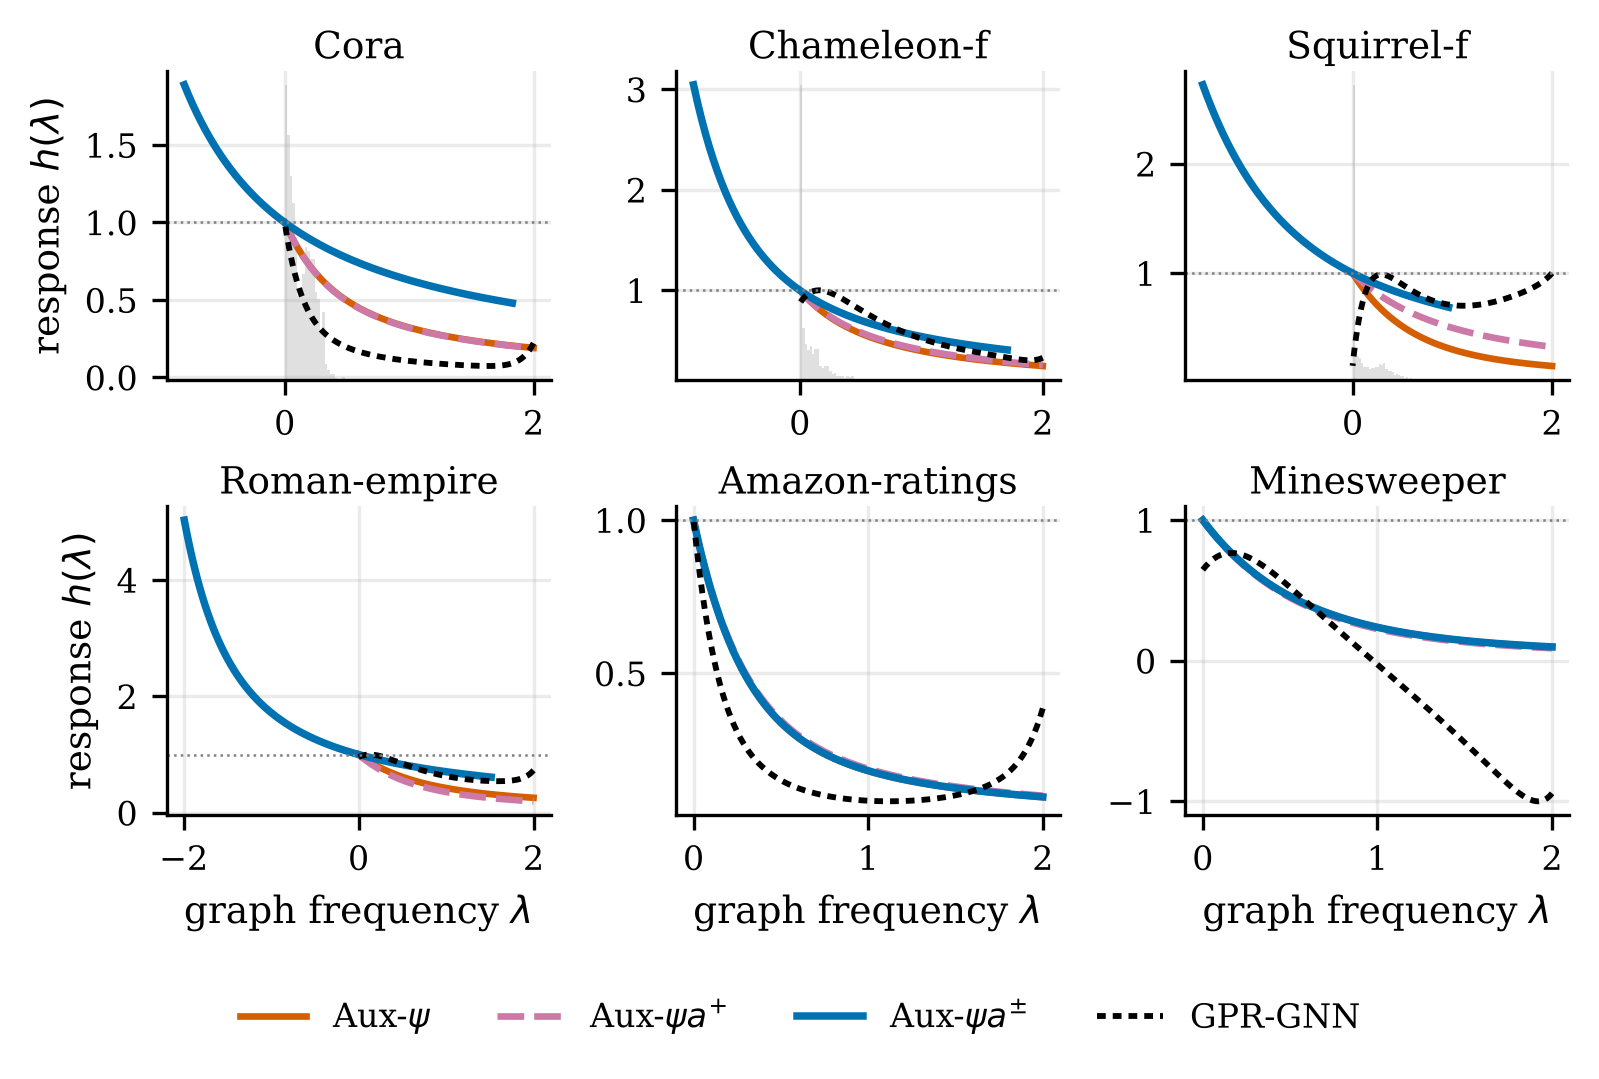 Cora
Chameleon-f
Squirrel-f
response h(λ)
1.5
1.0
0.5
0.0
0
2
3
2
1
0
2
2
1
0
2
Roman-empire
Amazon-ratings
Minesweeper
response h(λ)
4
2
0
−2
0
2
graph frequency λ
1.0
0.5
0
1
2
graph frequency λ
1
0
−1
0
1
2
graph frequency λ
Aux-ψ
Aux-ψa⁺
Aux-ψa±
GPR-GNN